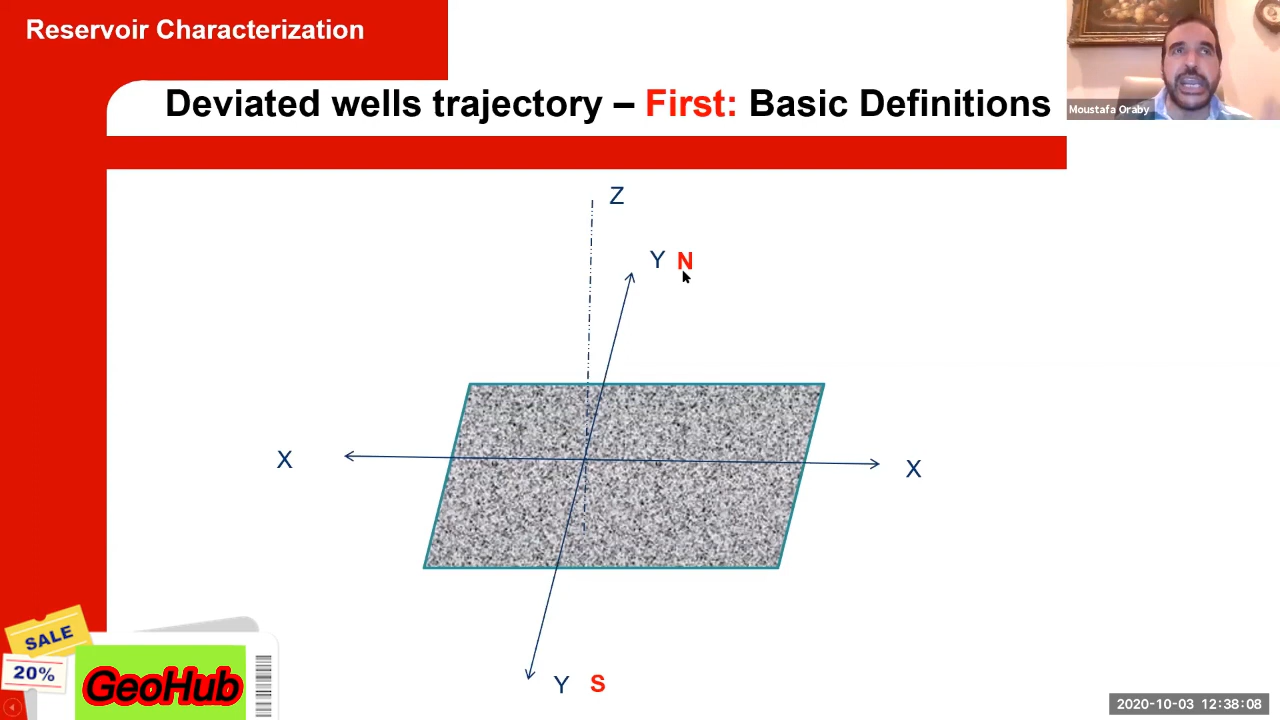 Reservoir Characterization
Deviated wells trajectory – First: Basic Definitions
Moustafa Oraby
Z
Y N
X
X
Y S
SALE
20%
GeoHub
2020-10-03 12:38:08